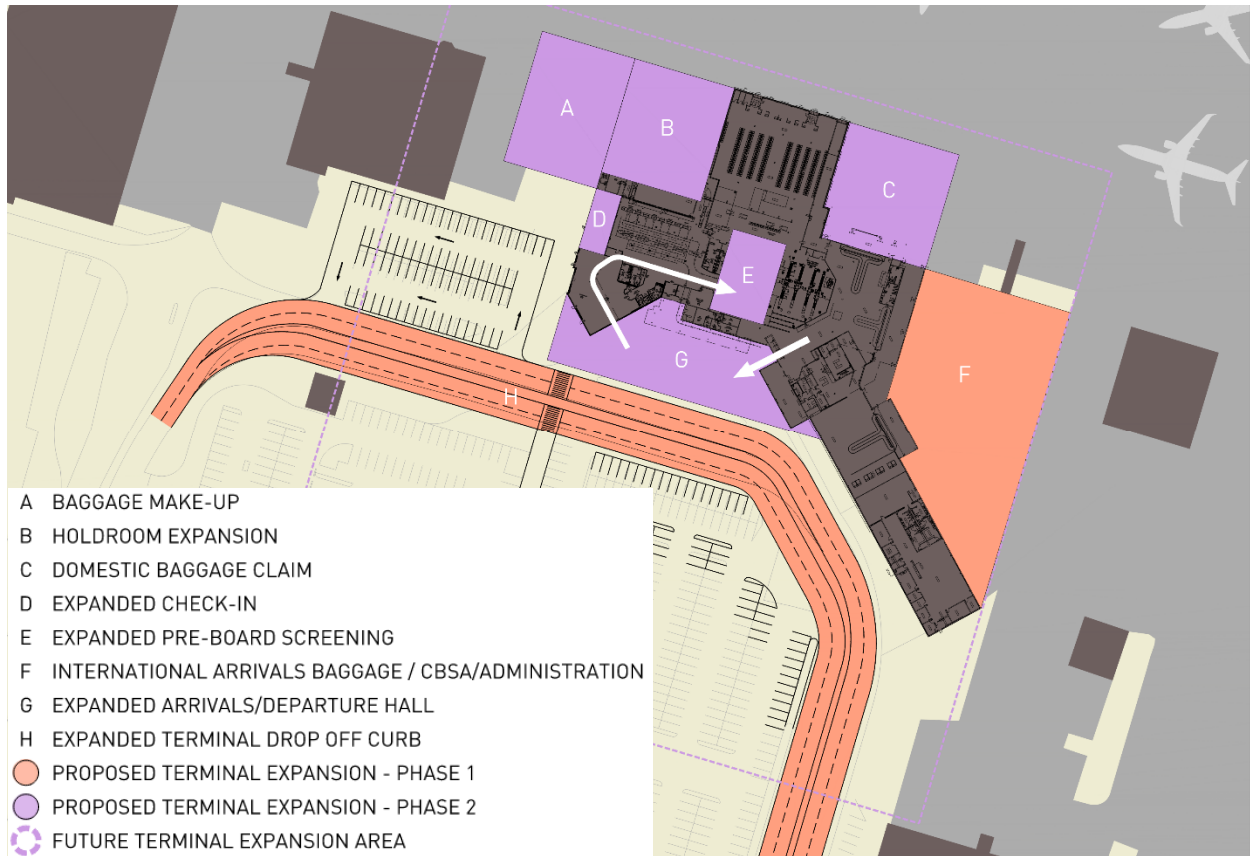 A
B
C
D
E
F
G
H
A BAGGAGE MAKE-UP
B HOLDROOM EXPANSION
C DOMESTIC BAGGAGE CLAIM
D EXPANDED CHECK-IN
E EXPANDED PRE-BOARD SCREENING
F INTERNATIONAL ARRIVALS BAGGAGE / CBSA/ADMINISTRATION
G EXPANDED ARRIVALS/DEPARTURE HALL
H EXPANDED TERMINAL DROP OFF CURB
PROPOSED TERMINAL EXPANSION - PHASE 1
PROPOSED TERMINAL EXPANSION - PHASE 2
FUTURE TERMINAL EXPANSION AREA